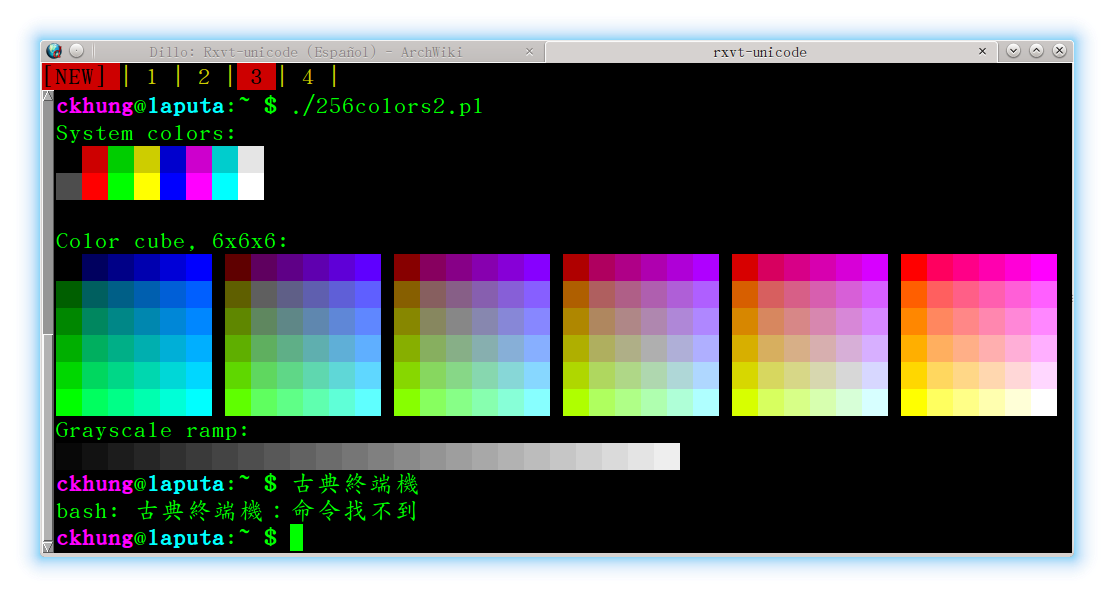 Dillo: Rxvt-unicode (Español) - ArchWiki
rxvt-unicode
[NEW] | 1 | 2 | 3 | 4 |
ckhung@laputa:~ $ ./256colors2.pl
System colors:
Color cube, 6x6x6:
Grayscale ramp:
ckhung@laputa:~ $ 古典終端機
bash: 古典終端機：命令找不到
ckhung@laputa:~ $